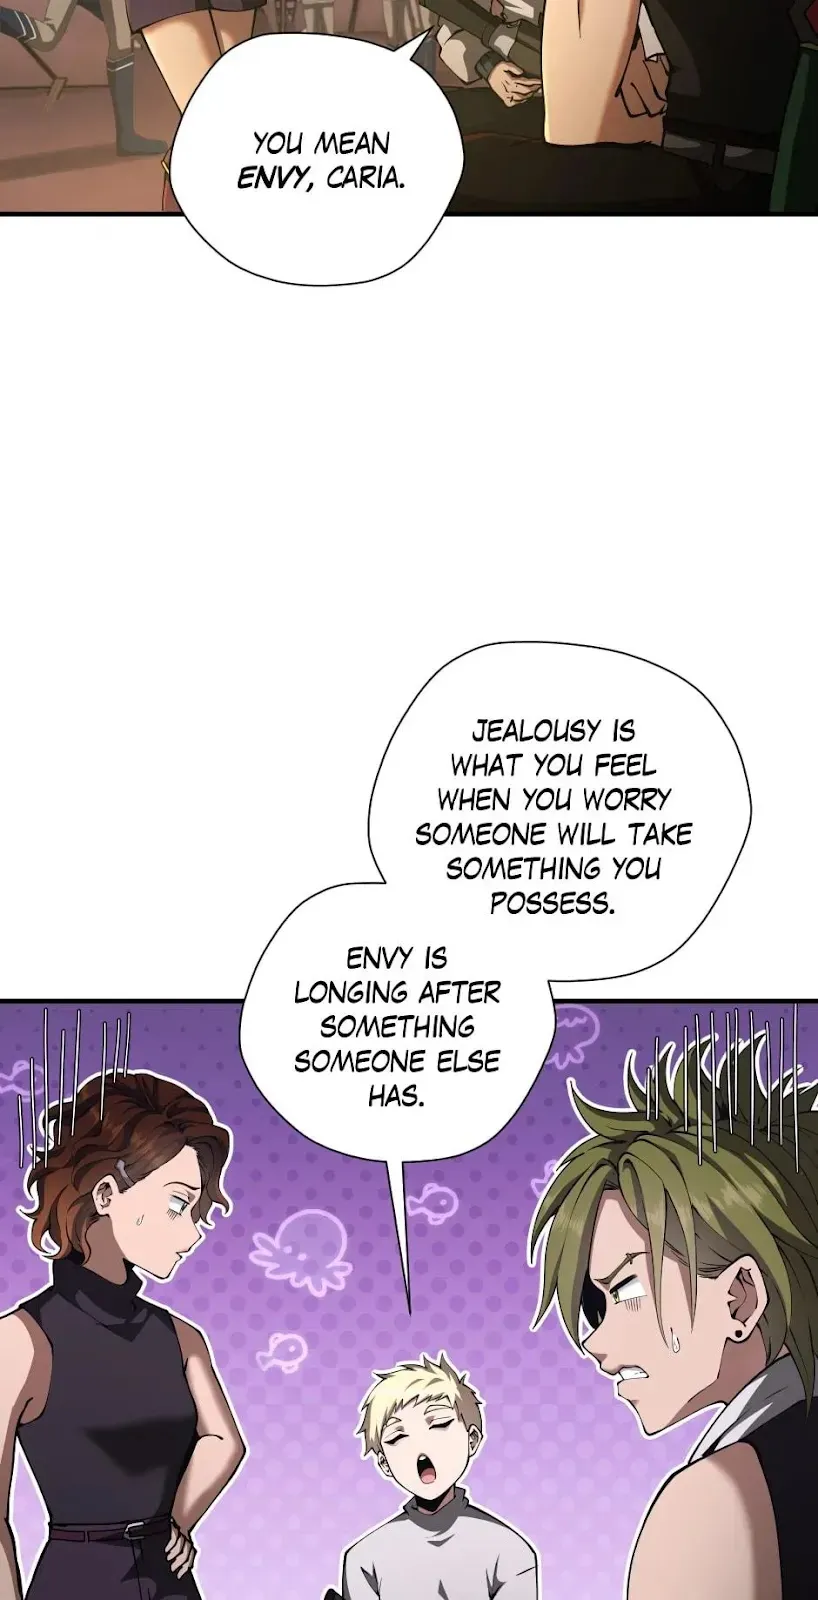 YOU MEAN
ENVY, CARIA.
JEALOUSY IS
WHAT YOU FEEL
WHEN YOU WORRY
SOMEONE WILL TAKE
SOMETHING YOU
POSSESS.
ENVY IS
LONGING AFTER
SOMETHING
SOMEONE ELSE
HAS.